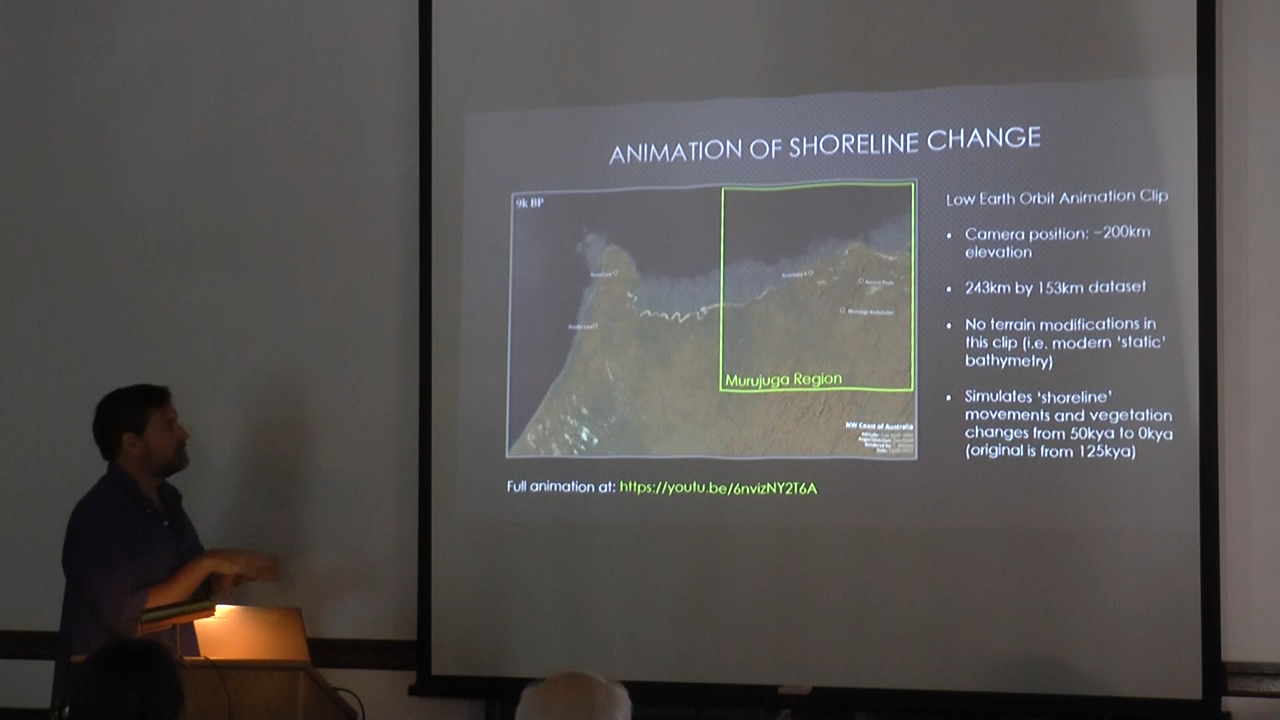 ANIMATION OF SHORELINE CHANGE
9k BP
Murujuga Region
NW Coast of Australia
Low Earth Orbit Animation Clip
• Camera position: ~200km
elevation
• 243km by 153km dataset
• No terrain modifications in
this clip (i.e. modern 'static'
bathymetry)
• Simulates 'shoreline'
movements and vegetation
changes from 50kya to 0kya
(original is from 125kya)
Full animation at: https://youtu.be/6nvizNY2T6A